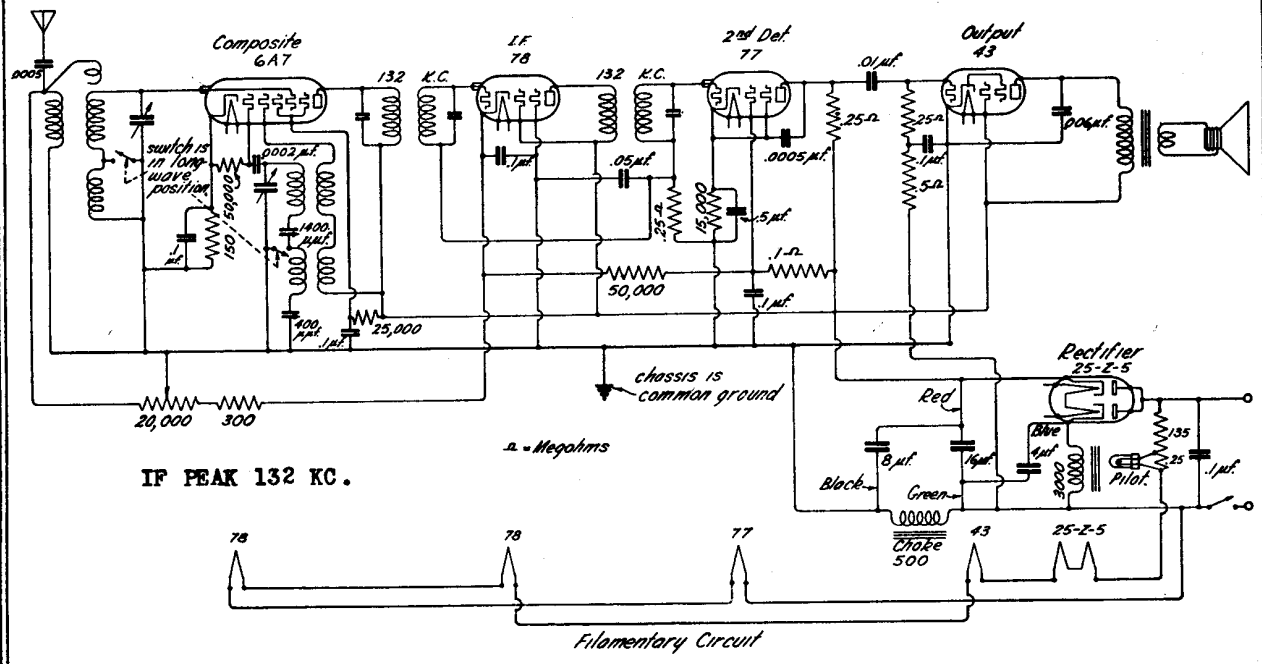 Composite
6A7
I.F.
78
2nd Det.
77
Output
43
.0005
132
K.C.
132
K.C.
.01µf.
.25Ω
.25Ω
.1µf.
.5Ω
.006µf.
switch is
in long
wave
position
.0002µf.
50,000
150
.1
µf.
1400
µµf.
400
µµf.
.1µf.
25,000
.1µf.
.05µf.
.25Ω
15,000
.5µf.
.0005µf.
50,000
.1Ω
.1µf.
20,000
300
chassis is
common ground
Ω = Megohms
IF PEAK 132 KC.
Rectifier
25-Z-5
Red
Blue
8µf.
16µf.
4µf.
Black
Green
3000
Pilot
135
25
.1µf.
Choke
500
78
78
77
43
25-Z-5
Filamentary Circuit